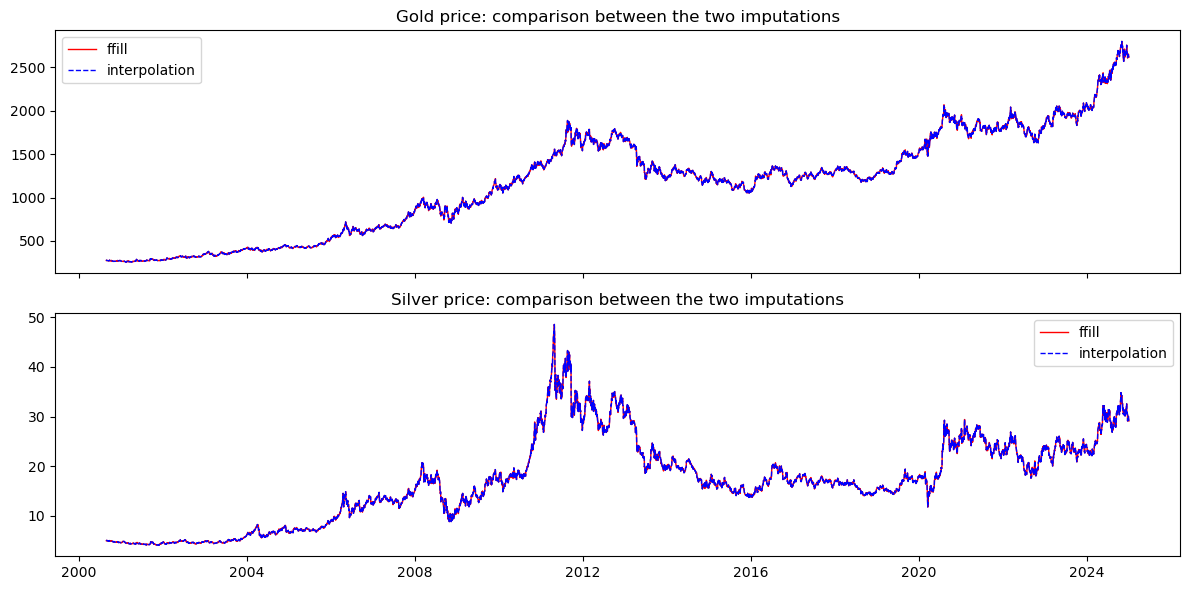 Gold price: comparison between the two imputations
ffill
interpolation
2500
2000
1500
1000
500
Silver price: comparison between the two imputations
ffill
interpolation
50
40
30
20
10
2000 2004 2008 2012 2016 2020 2024